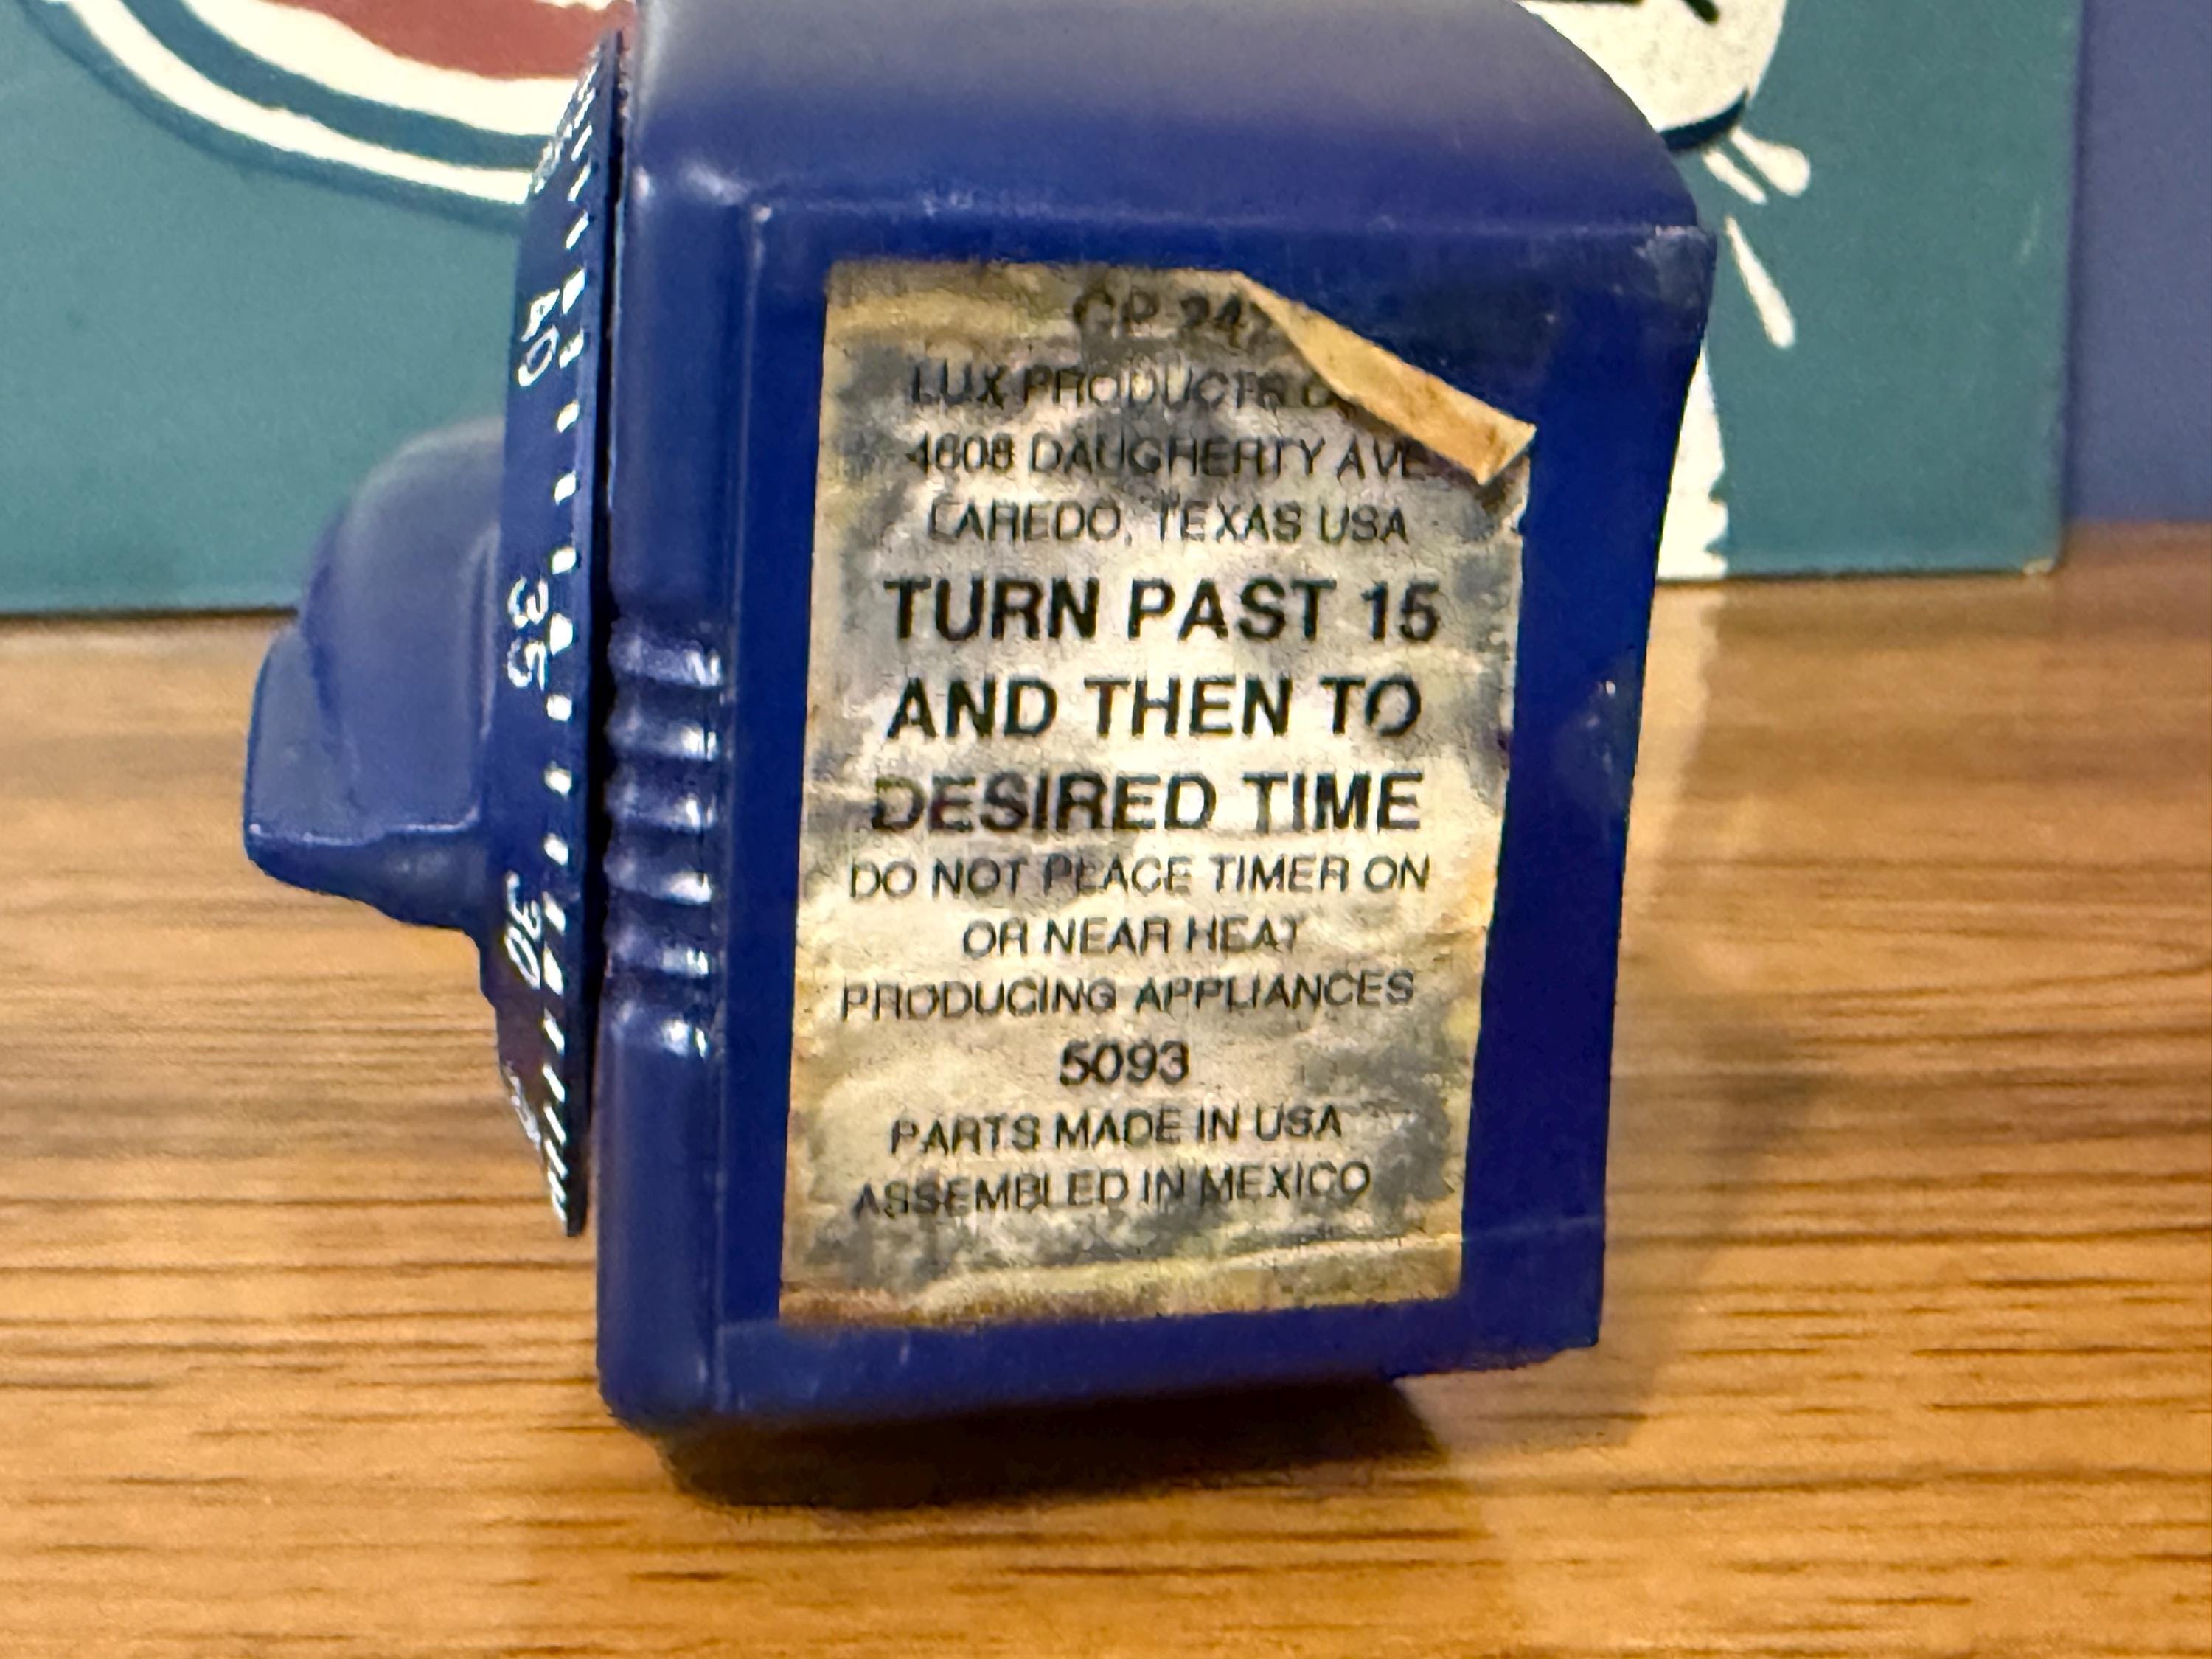 LUX PRODUCTS
4608 DAUGHERTY AVE
LAREDO, TEXAS USA
TURN PAST 15
AND THEN TO
DESIRED TIME
DO NOT PLACE TIMER ON
OR NEAR HEAT
PRODUCING APPLIANCES
5093
PARTS MADE IN USA
ASSEMBLED IN MEXICO
40
35
30